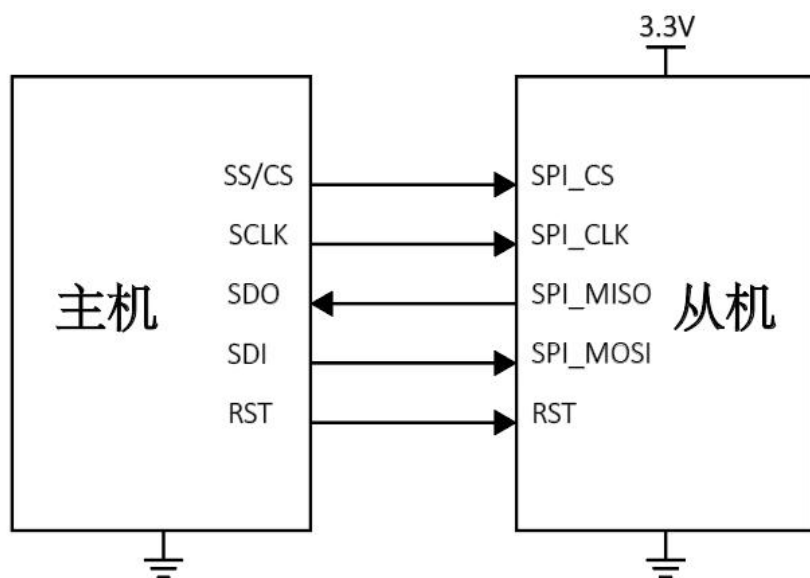 3.3V
SS/CS SPI_CS
SCLK SPI_CLK
主机 SDO SPI_MISO 从机
SDI SPI_MOSI
RST RST